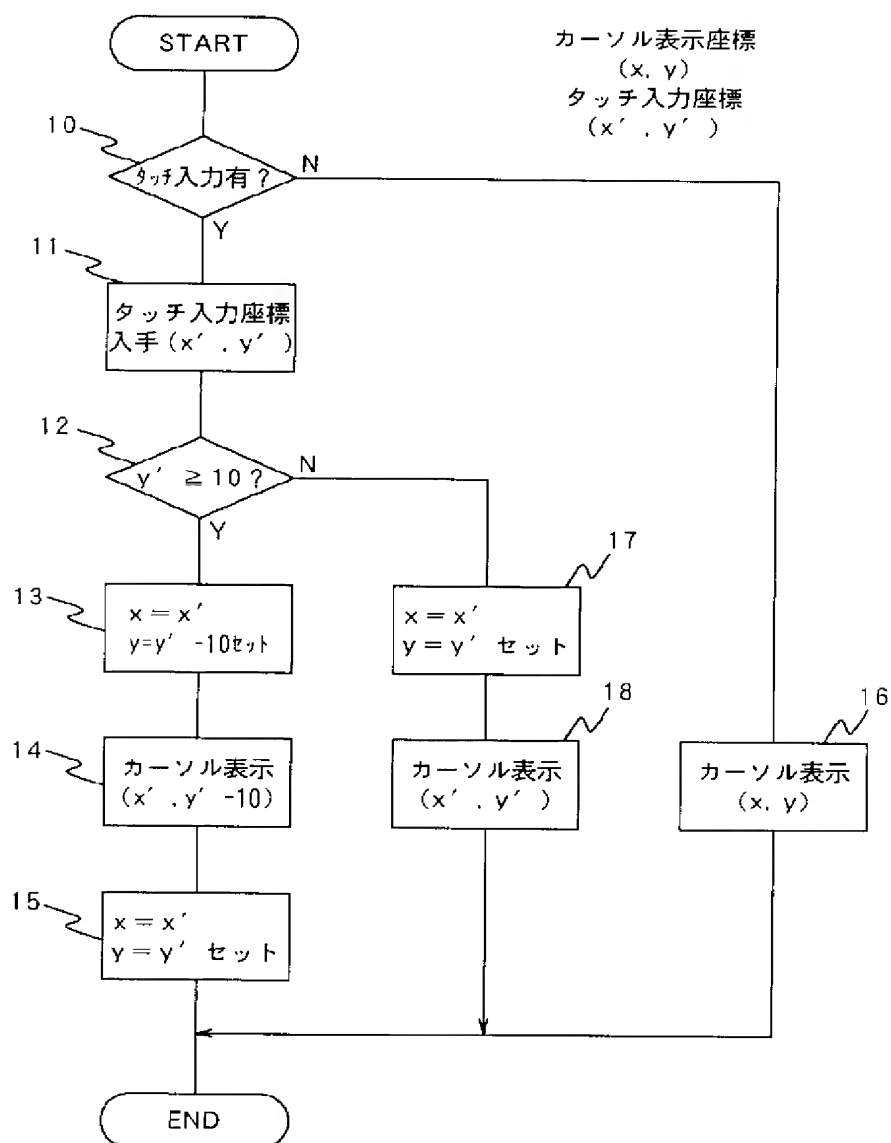 START
カーソル表示座標
(x, y)
タッチ入力座標
(x′, y′)
10
タッチ入力有?
N
Y
11
タッチ入力座標
入手(x′, y′)
12
y′ ≧ 10?
N
Y
13
x = x′
y=y′ -10セット
17
x = x′
y = y′ セット
14
カーソル表示
(x′, y′ -10)
18
カーソル表示
(x′, y′)
16
カーソル表示
(x, y)
15
x = x′
y = y′ セット
END